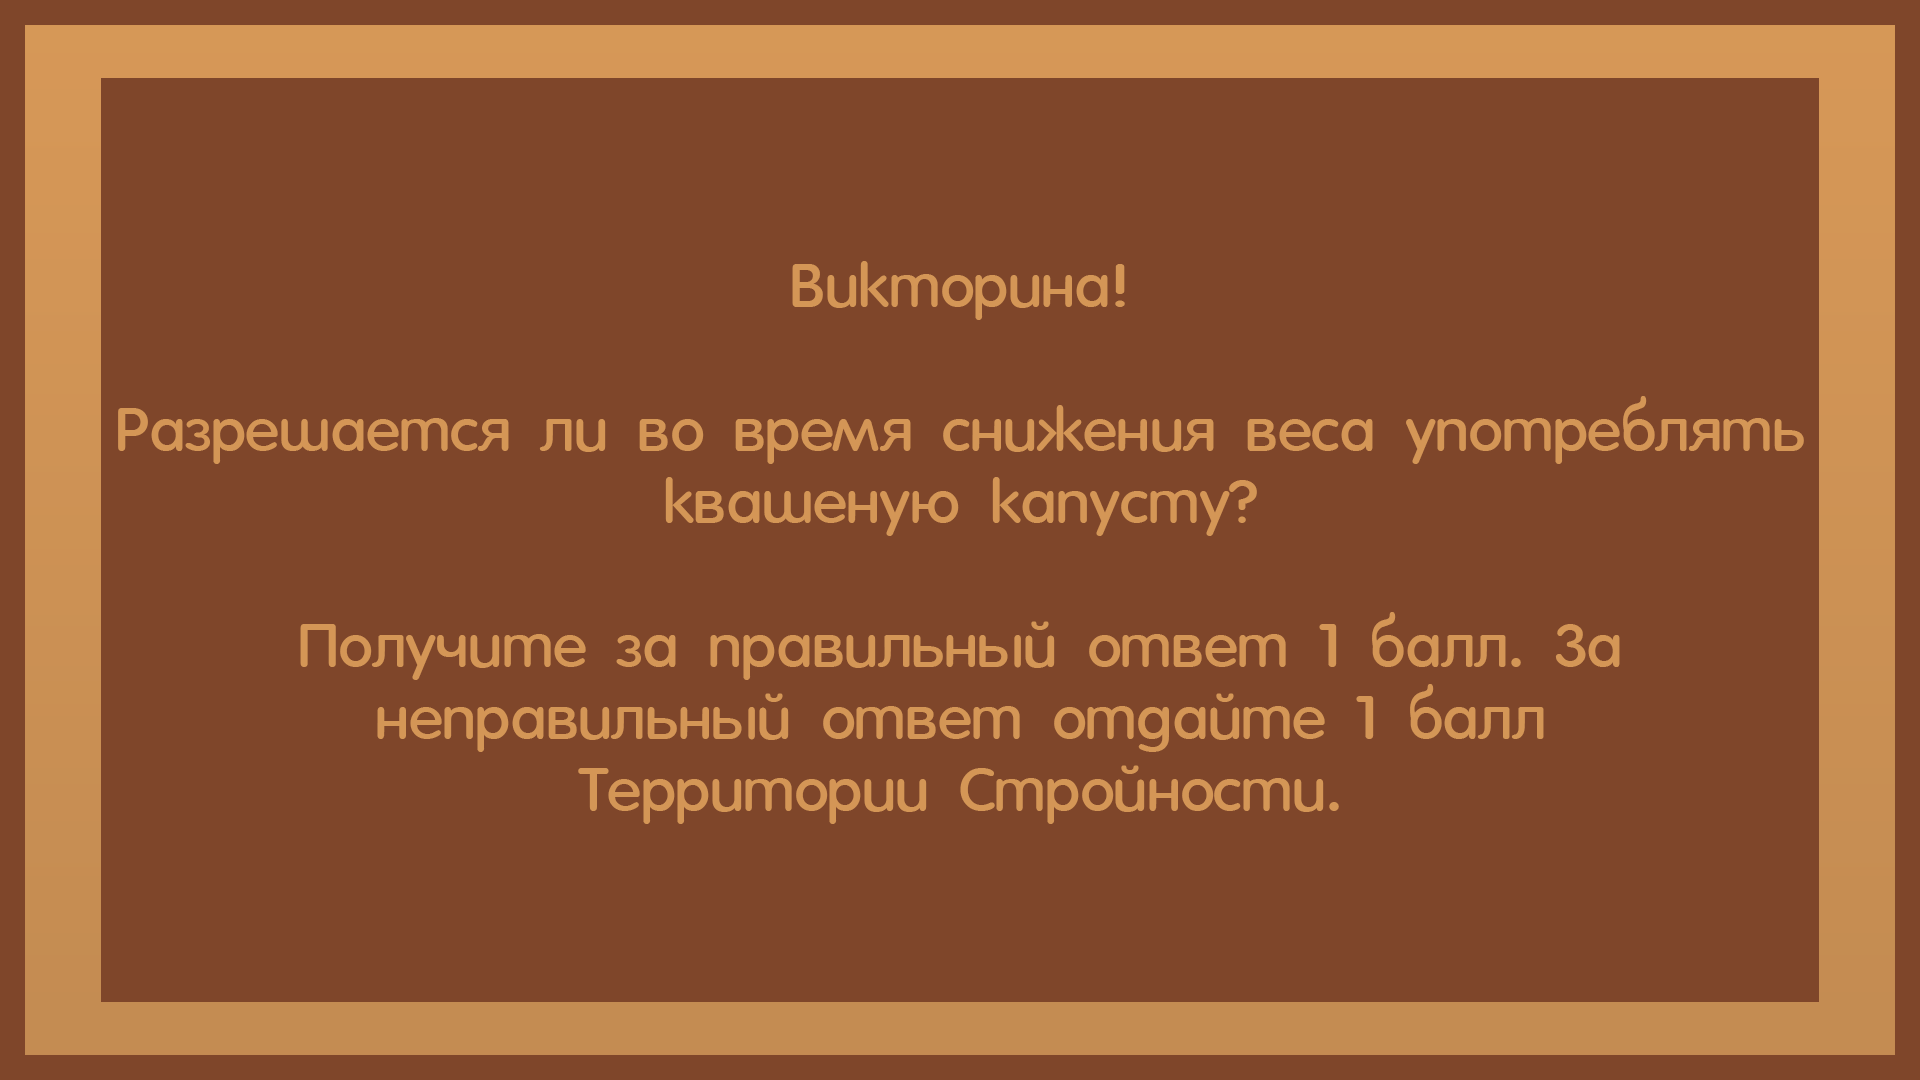 Викторина!
Разрешается ли во время снижения веса употреблять
квашеную капусту?
Получите за правильный ответ 1 балл. За
неправильный ответ отдайте 1 балл
Территории Стройности.